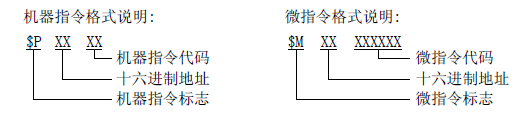 机器指令格式说明:
$P XX XX
机器指令代码
十六进制地址
机器指令标志
微指令格式说明:
$M XX XXXXXX
微指令代码
十六进制地址
微指令标志